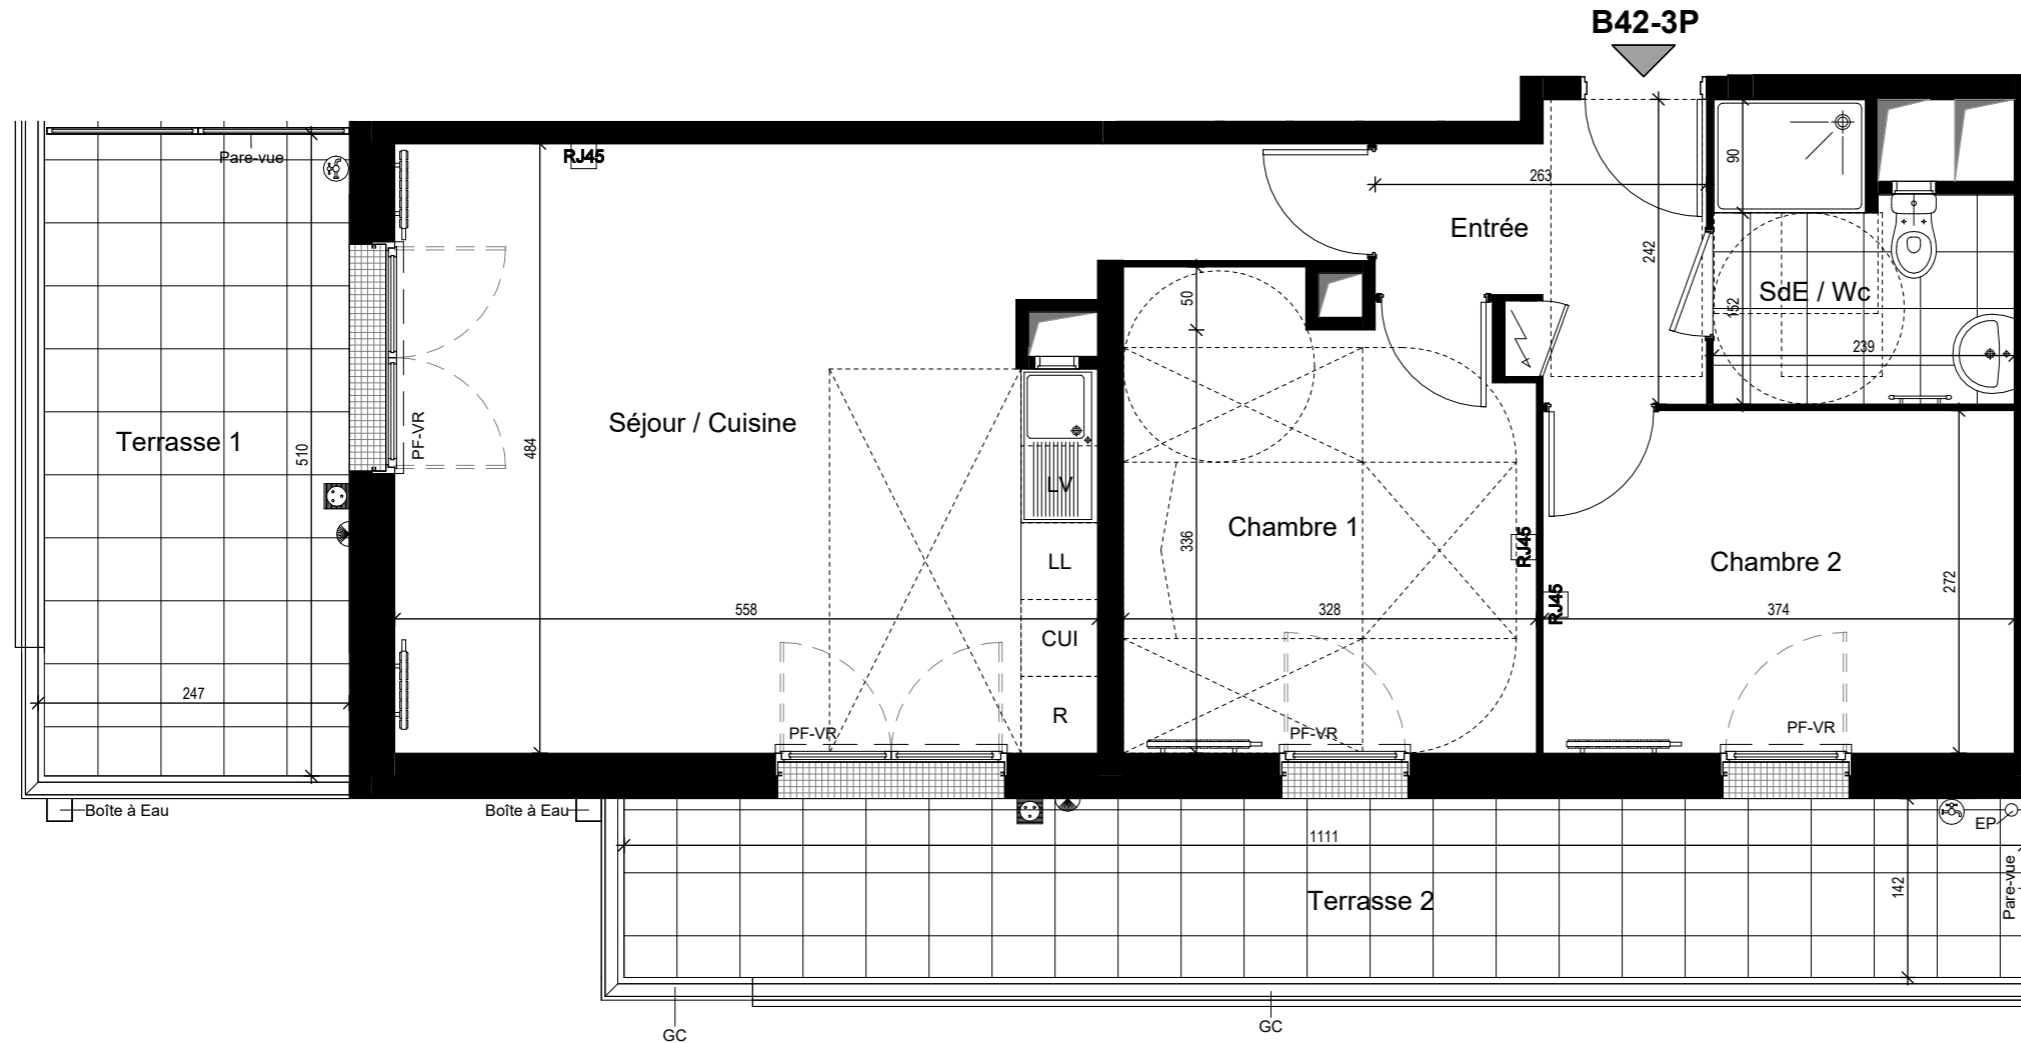 B42-3P
Pare-vue
RJ45
263
90
Entrée
242
SdE / Wc
152
239
50
Séjour / Cuisine
PF-VR
484
Terrasse 1
510
LV
LL
CUI
R
Chambre 1
336
RJ45
RJ45
Chambre 2
272
558
328
374
247
PF-VR
PF-VR
PF-VR
Boîte à Eau
Boîte à Eau
EP
1111
142
Pare-vue
Terrasse 2
GC
GC